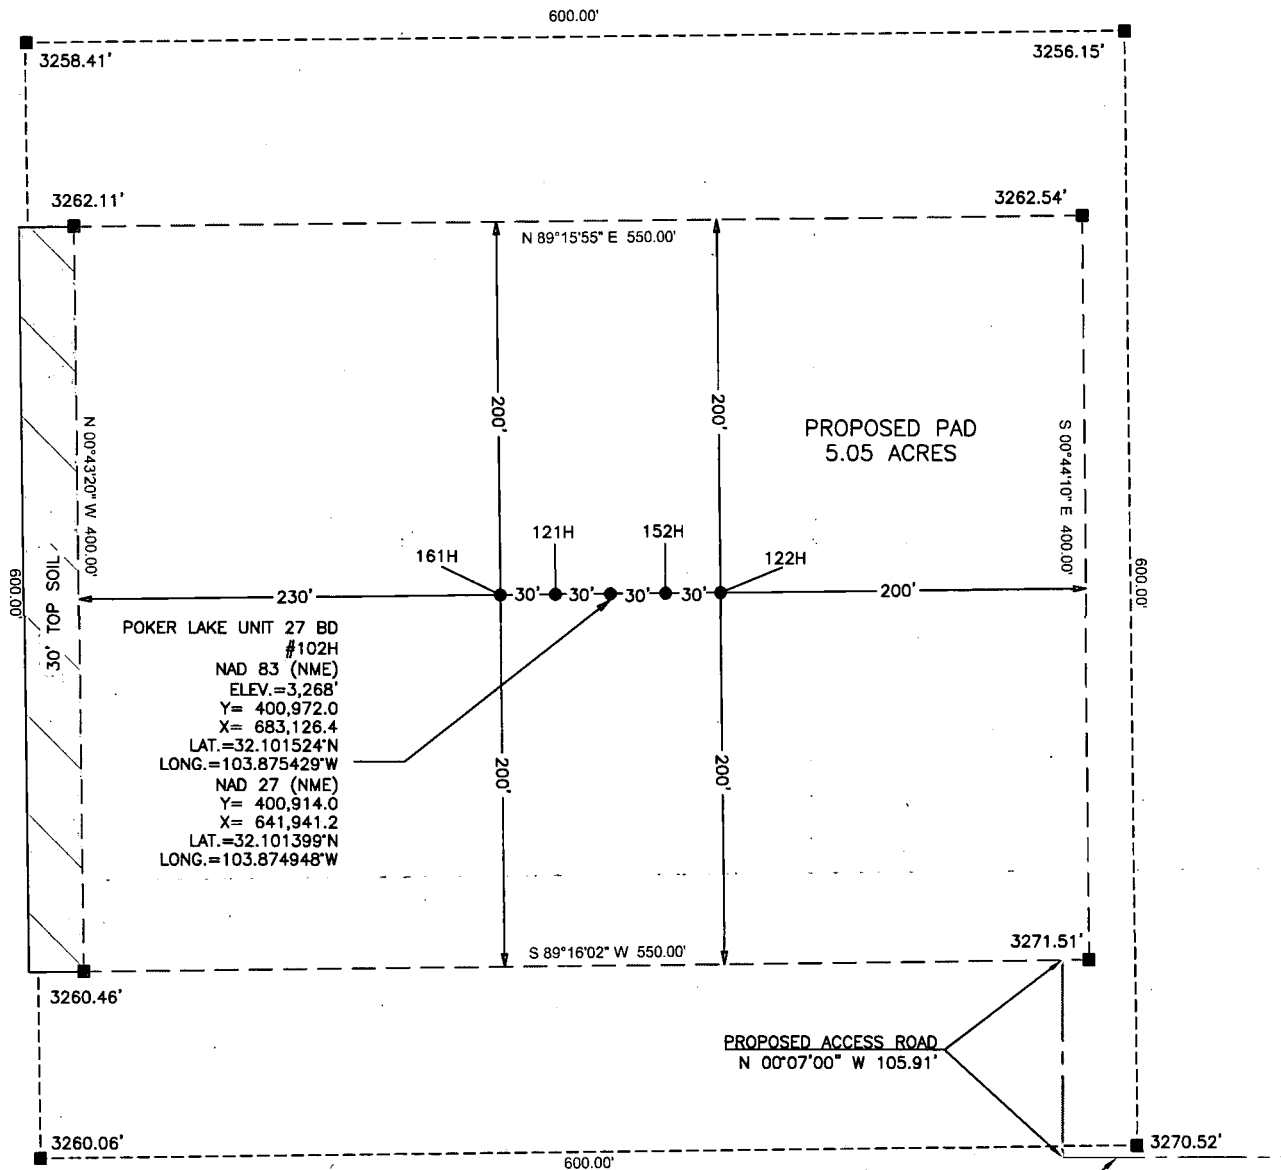 600.00'
3258.41'
3256.15'
3262.11'
3262.54'
N 89°15'55" E 550.00'
200'
200'
PROPOSED PAD
5.05 ACRES
N 00°43'20" W 400.00'
S 00°44'10" E 400.00'
600.00'
30' TOP SOIL
600.00'
161H
121H
152H
122H
230'
30'
30'
30'
30'
200'
POKER LAKE UNIT 27 BD
#102H
NAD 83 (NME)
ELEV.=3,268'
Y= 400,972.0
X= 683,126.4
LAT.=32.101524°N
LONG.=103.875429°W
NAD 27 (NME)
Y= 400,914.0
X= 641,941.2
LAT.=32.101399°N
LONG.=103.874948°W
200'
200'
S 89°16'02" W 550.00'
3271.51'
3260.46'
PROPOSED ACCESS ROAD
N 00°07'00" W 105.91'
3260.06'
3270.52'
600.00'